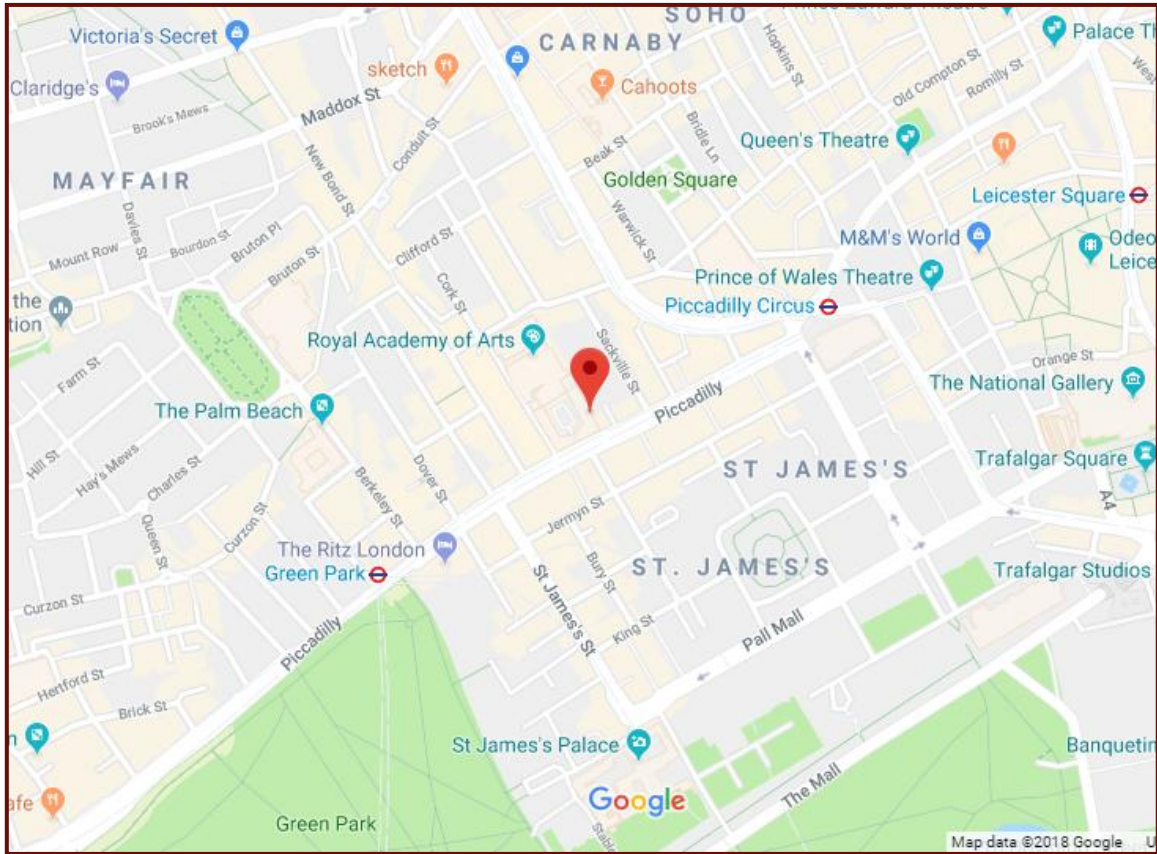 SOHO
Prince Edward Theatre
Victoria's Secret
CARNABY
Palace Th
sketch
Claridge's
Cahoots
Hopkins St
Old Compton St
Romilly St
West
Maddox St
Brook's Mews
Conduit St
Bridle Ln
Queen's Theatre
Beak St
New Bond St
MAYFAIR
Golden Square
Leicester Square
Davies St
Bourdon St
Bruton Pl
Warwick St
M&M's World
Odeo
Leice
Mount Row
Bruton St
Clifford St
Prince of Wales Theatre
the
tion
Cork St
Piccadilly Circus
Royal Academy of Arts
Sackville St
Orange St
Farm St
The National Gallery
The Palm Beach
Piccadilly
Hill St
Hay's Mews
Charles St
Berkeley St
Dover St
ST JAMES'S
Trafalgar Square
A4
Queen St
Curzon St
Jermyn St
The Ritz London
Green Park
Bury St
ST. JAMES'S
Trafalgar Studios
Curzon St
St James's St
King St
Pall Mall
Piccadilly
Hertford St
Brick St
n
St James's Palace
Banquetin
The Mall
afe
Google
Green Park
Stable
Map data ©2018 Google
U